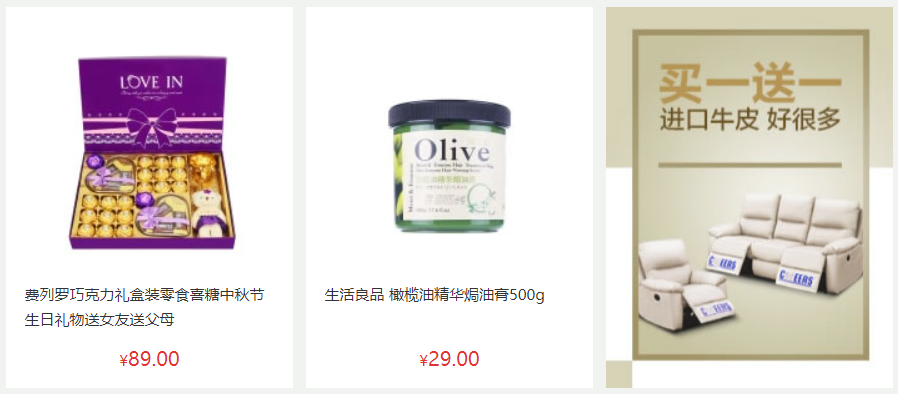 LOVE IN
费列罗巧克力礼盒装零食喜糖中秋节
生日礼物送女友送父母
¥89.00
Olive
生活良品 橄榄油精华焗油膏500g
¥29.00
买一送一
进口牛皮 好很多
CHEERS
CHEERS
CHEERS